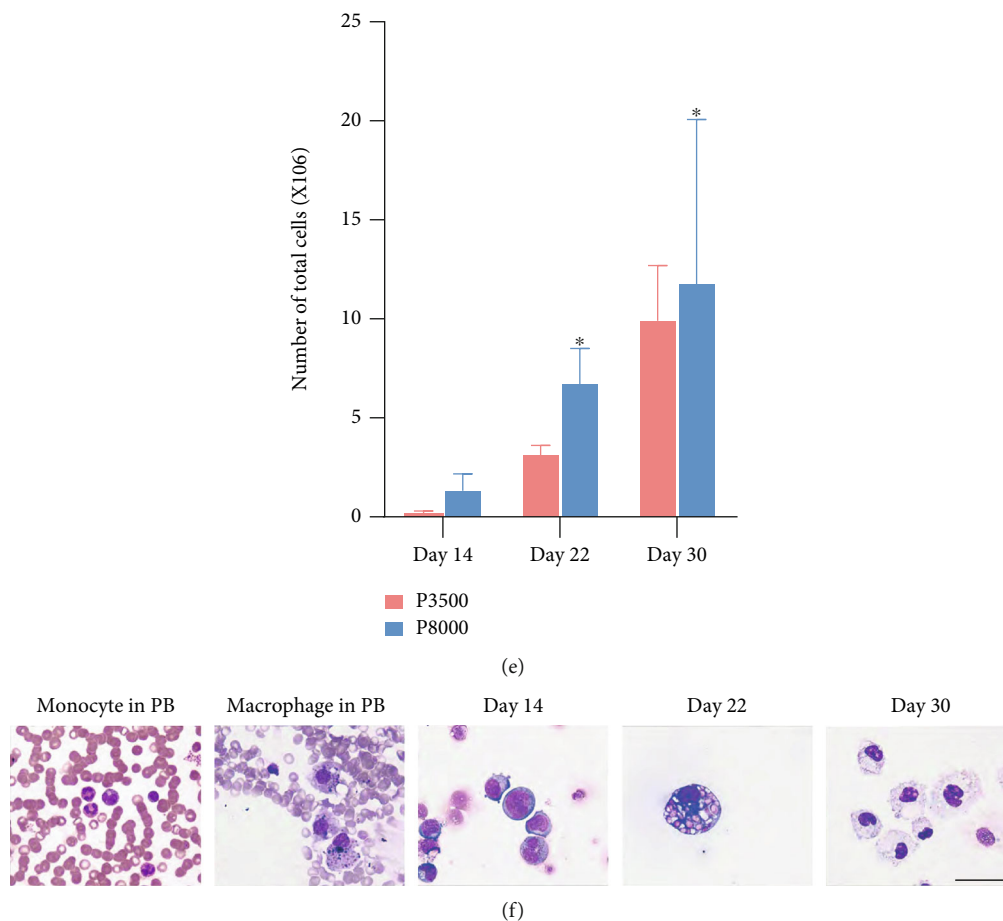 25
20
15
10
5
0
Number of total cells (X106)
*
*
Day 14
Day 22
Day 30
P3500
P8000
(e)
Monocyte in PB
Macrophage in PB
Day 14
Day 22
Day 30
(f)